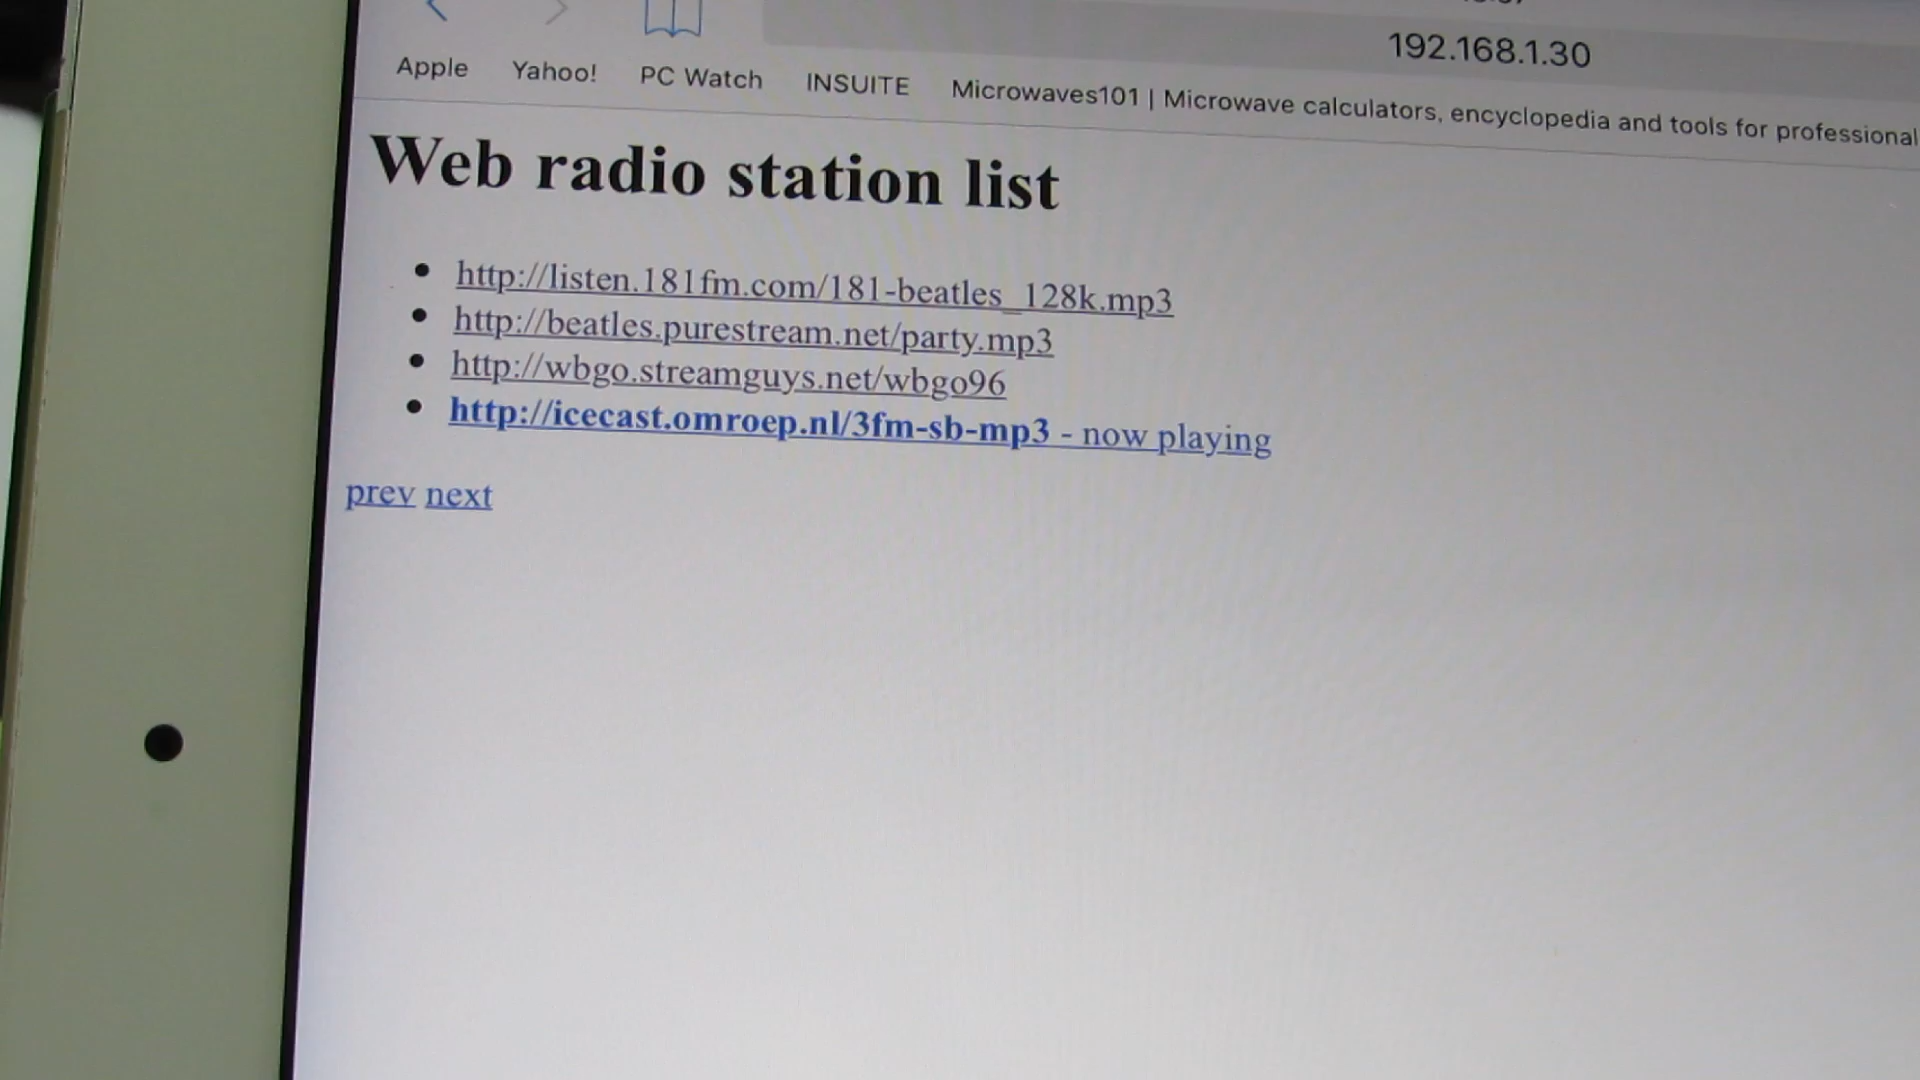 192.168.1.30
Apple Yahoo! PC Watch INSUITE Microwaves101 | Microwave calculators, encyclopedia and tools for professional
Web radio station list
http://listen.181fm.com/181-beatles_128k.mp3
http://beatles.purestream.net/party.mp3
http://wbgo.streamguys.net/wbgo96
http://icecast.omroep.nl/3fm-sb-mp3 - now playing
prev next